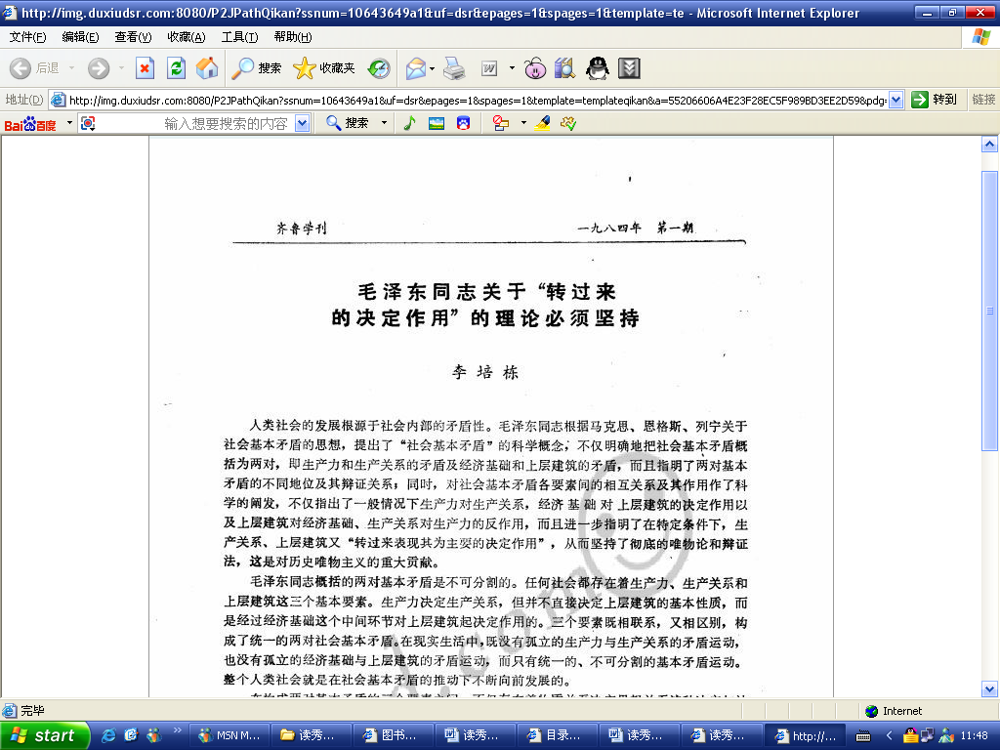 http://img.duxiudsr.com:8080/P2JPathQikan?ssnum=10643649a1&uf=dsr&epages=1&spages=1&template=te - Microsoft Internet Explorer
文件(F) 编辑(E) 查看(V) 收藏(A) 工具(T) 帮助(H)
后退 搜索 收藏夹
地址(D) http://img.duxiudsr.com:8080/P2JPathQikan?ssnum=10643649a1&uf=dsr&epages=1&spages=1&template=templateqikan&a=55206606A4E23F28EC5F989BD3EE2D59&pdg= 转到 链接
Bai百度 输入想要搜索的内容 搜索
齐鲁学刊 一九八四年 第一期
毛泽东同志关于“转过来
的决定作用”的理论必须坚持
李培栋
人类社会的发展根源于社会内部的矛盾性。毛泽东同志根据马克思、恩格斯、列宁关于
社会基本矛盾的思想，提出了“社会基本矛盾”的科学概念，不仅明确地把社会基本矛盾概
括为两对，即生产力和生产关系的矛盾及经济基础和上层建筑的矛盾，而且指明了两对基本
矛盾的不同地位及其辩证关系；同时，对社会基本矛盾各要素间的相互关系及其作用作了科
学的阐发，不仅指出了一般情况下生产力对生产关系，经济基础对上层建筑的决定作用以
及上层建筑对经济基础、生产关系对生产力的反作用，而且进一步指明了在特定条件下，生
产关系、上层建筑又“转过来表现其为主要的决定作用”，从而坚持了彻底的唯物论和辩证
法，这是对历史唯物主义的重大贡献。
毛泽东同志概括的两对基本矛盾是不可分割的。任何社会都存在着生产力、生产关系和
上层建筑这三个基本要素。生产力决定生产关系，但并不直接决定上层建筑的基本性质，而
是经过经济基础这个中间环节对上层建筑起决定作用的。三个要素既相联系，又相区别，构
成了统一的两对社会基本矛盾。在现实生活中，既没有孤立的生产力与生产关系的矛盾运动，
也没有孤立的经济基础与上层建筑的矛盾运动，而只有统一的、不可分割的基本矛盾运动。
整个人类社会就是在社会基本矛盾的推动下不断向前发展的。
d.com
完毕 Internet
start MSN M... 读秀... 图书... 读秀... 目录... 读秀... 读秀... http://... 11:48